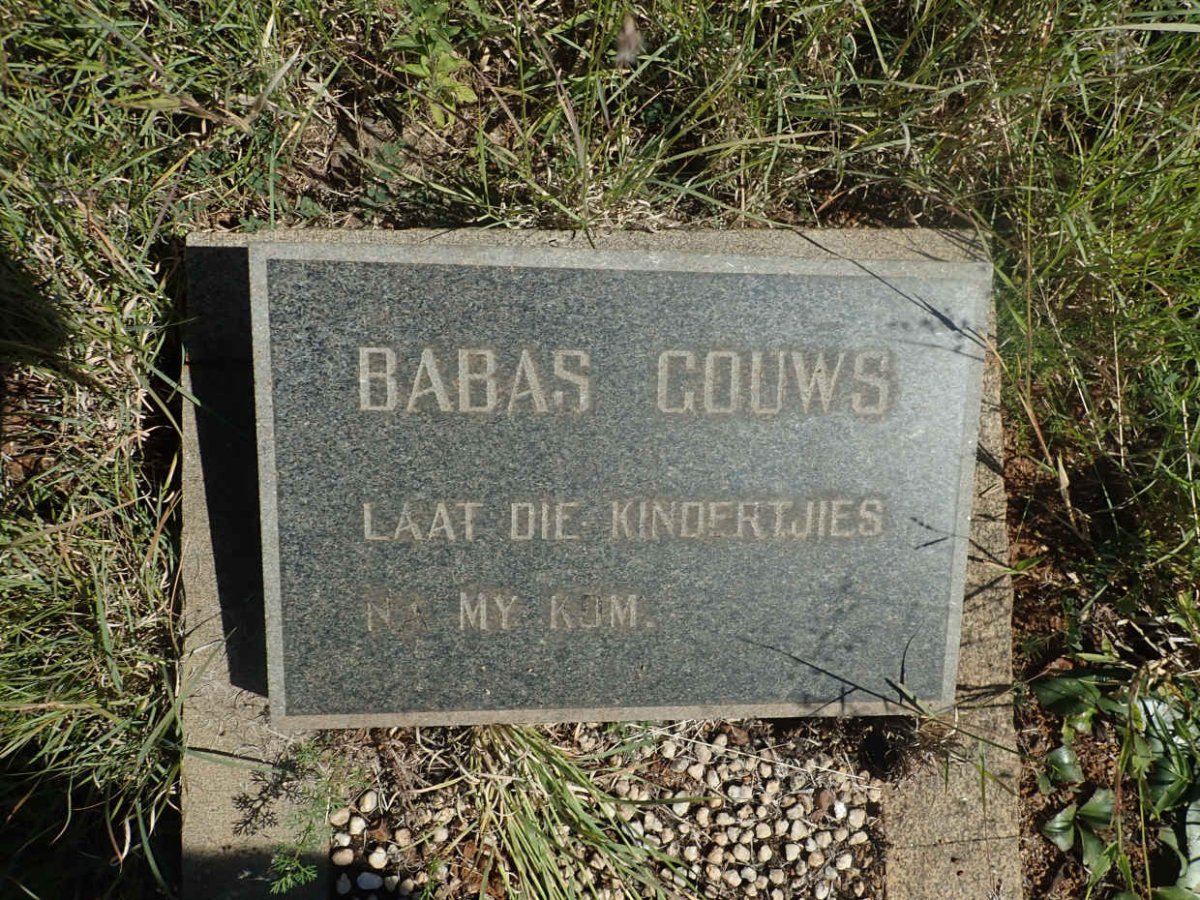 BABAS GOUWS
LAAT DIE KINDERTJIES
NA MY KOM.